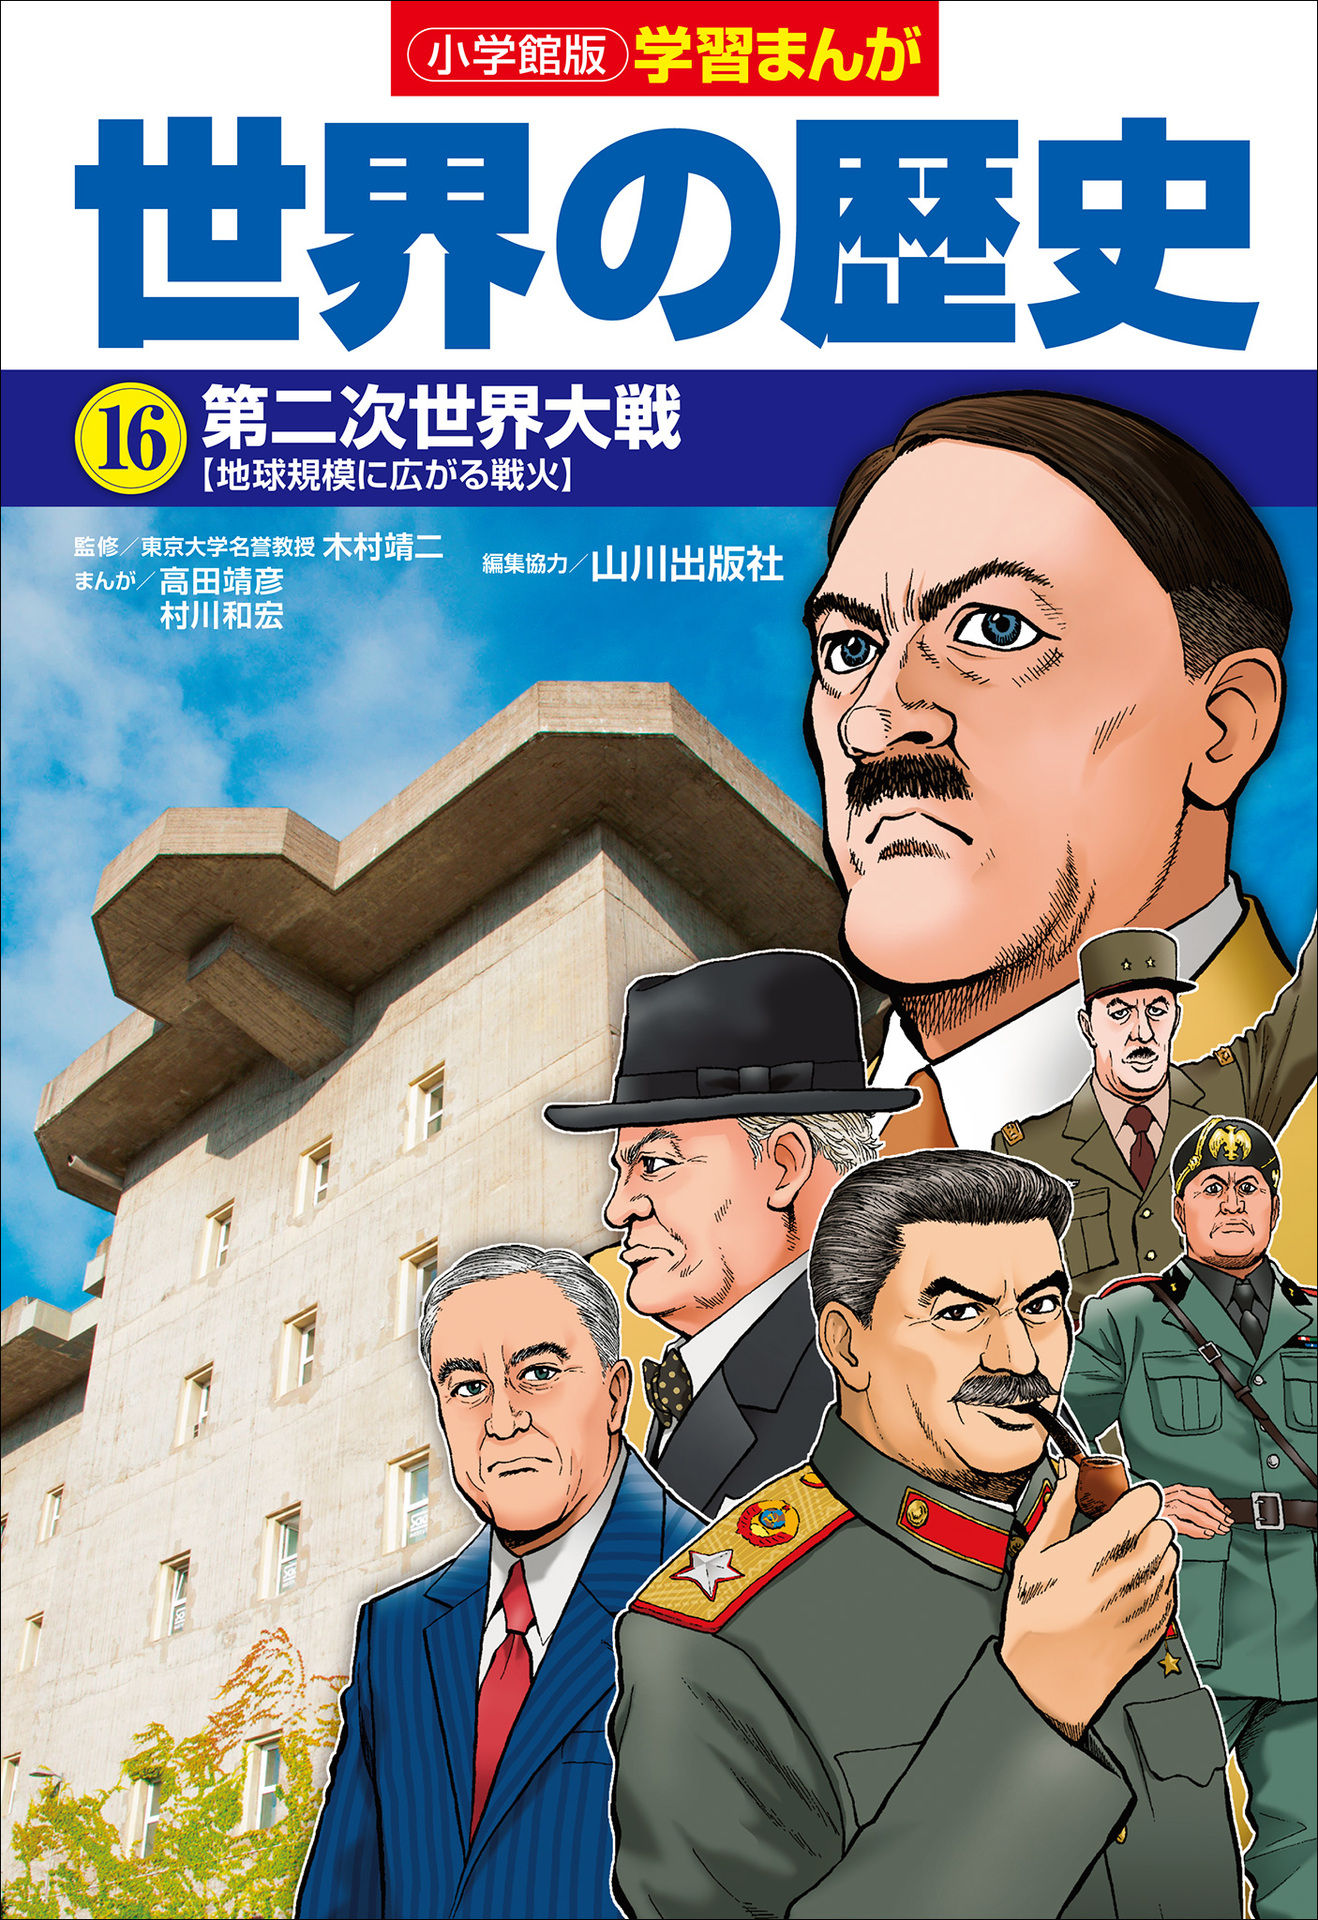 小学館版 学習まんが
世界の歴史
16 第二次世界大戦
【地球規模に広がる戦火】
監修／東京大学名誉教授 木村靖二
まんが／高田靖彦
村川和宏
編集協力／山川出版社